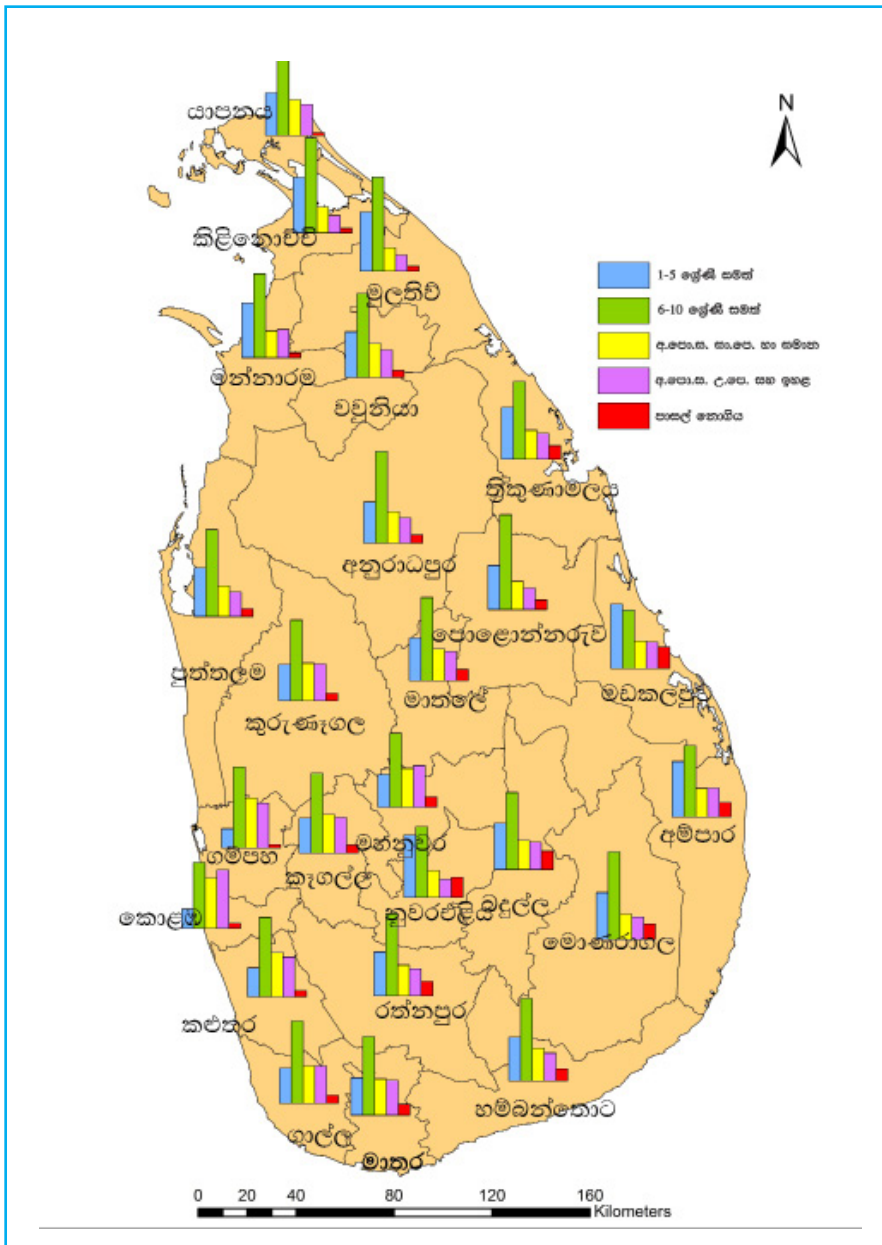 N
යාපනය
කිළිනොච්චි
මුලතිව්
මන්නාරම
වවුනියා
1-5 ශ්‍රේණි සමත්
6-10 ශ්‍රේණි සමත්
අ.පො.ස. සා.පෙ. හා සමාන
අ.පො.ස. උ.පෙ. සහ ඉහළ
පාසල් නොගිය
ත්‍රිකුණාමලය
අනුරාධපුර
පොළොන්නරුව
පුත්තලම
මාතලේ
මඩකලපුව
කුරුණෑගල
ගම්පහ
මහනුවර
අම්පාර
කෑගල්ල
නුවරඑළිය
බදුල්ල
කොළඹ
මොණරාගල
රත්නපුර
කළුතර
හම්බන්තොට
ගාල්ල
මාතර
0 20 40 80 120 160
Kilometers